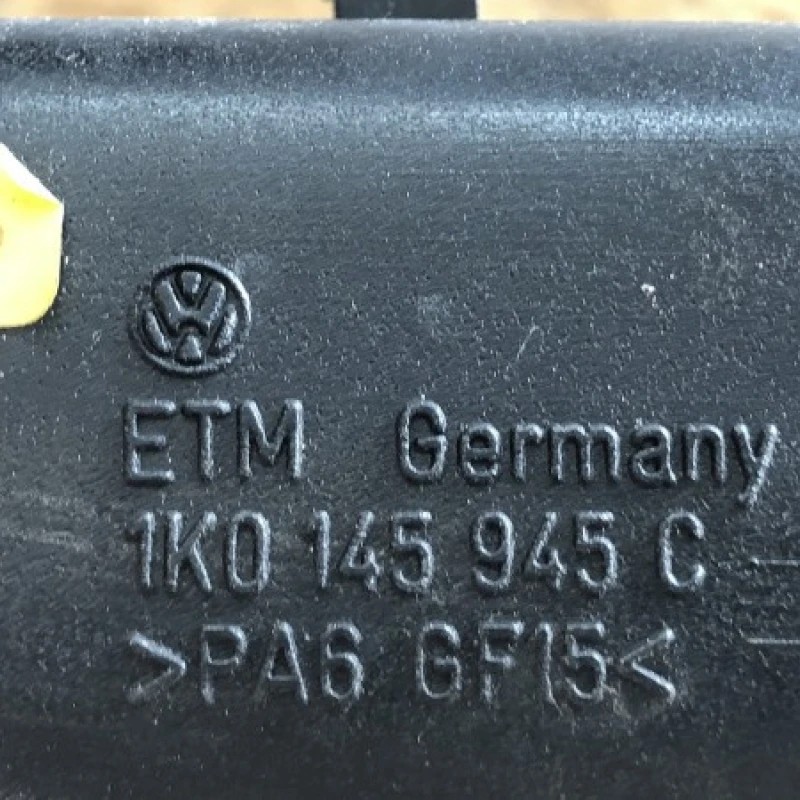 ETM Germany
1K0 145 945 C
>PA6 GF15<